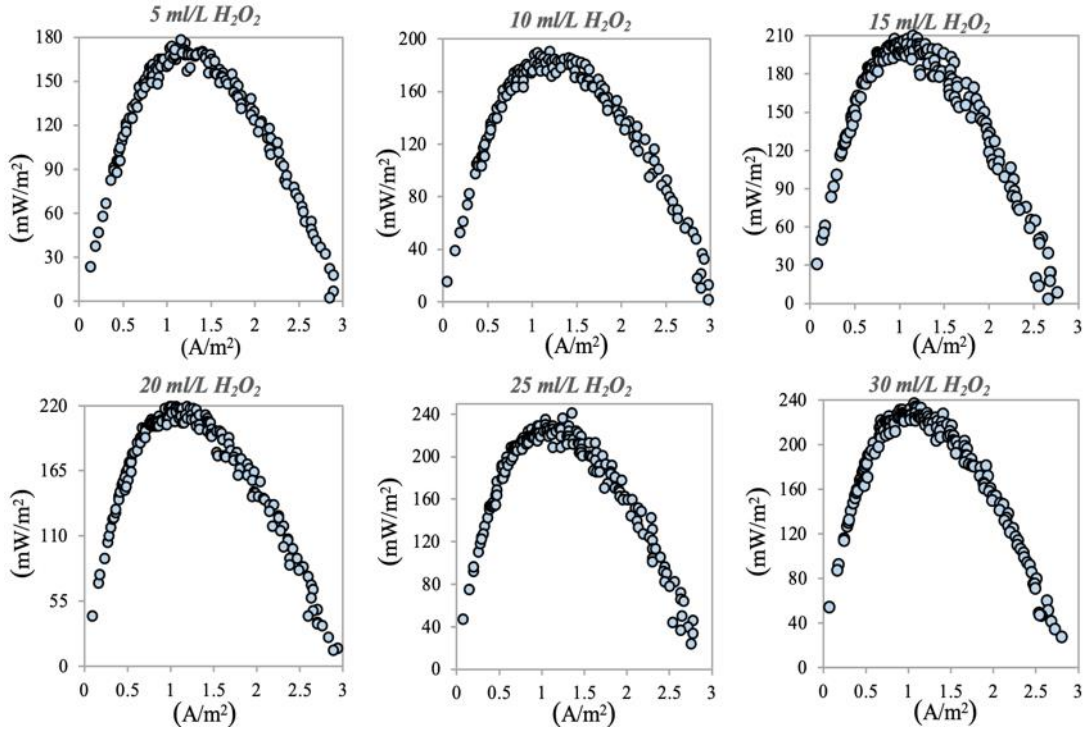 5 ml/L H₂O₂
(mW/m²)
180
150
120
90
60
30
0
0 0.5 1 1.5 2 2.5 3
(A/m²)
10 ml/L H₂O₂
(mW/m²)
200
160
120
80
40
0
0 0.5 1 1.5 2 2.5 3
(A/m²)
15 ml/L H₂O₂
(mW/m²)
210
180
150
120
90
60
30
0
0 0.5 1 1.5 2 2.5 3
(A/m²)
20 ml/L H₂O₂
(mW/m²)
220
165
110
55
0
0 0.5 1 1.5 2 2.5 3
(A/m²)
25 ml/L H₂O₂
(mW/m²)
240
200
160
120
80
40
0
0 0.5 1 1.5 2 2.5 3
(A/m²)
30 ml/L H₂O₂
(mW/m²)
240
200
160
120
80
40
0
0 0.5 1 1.5 2 2.5 3
(A/m²)